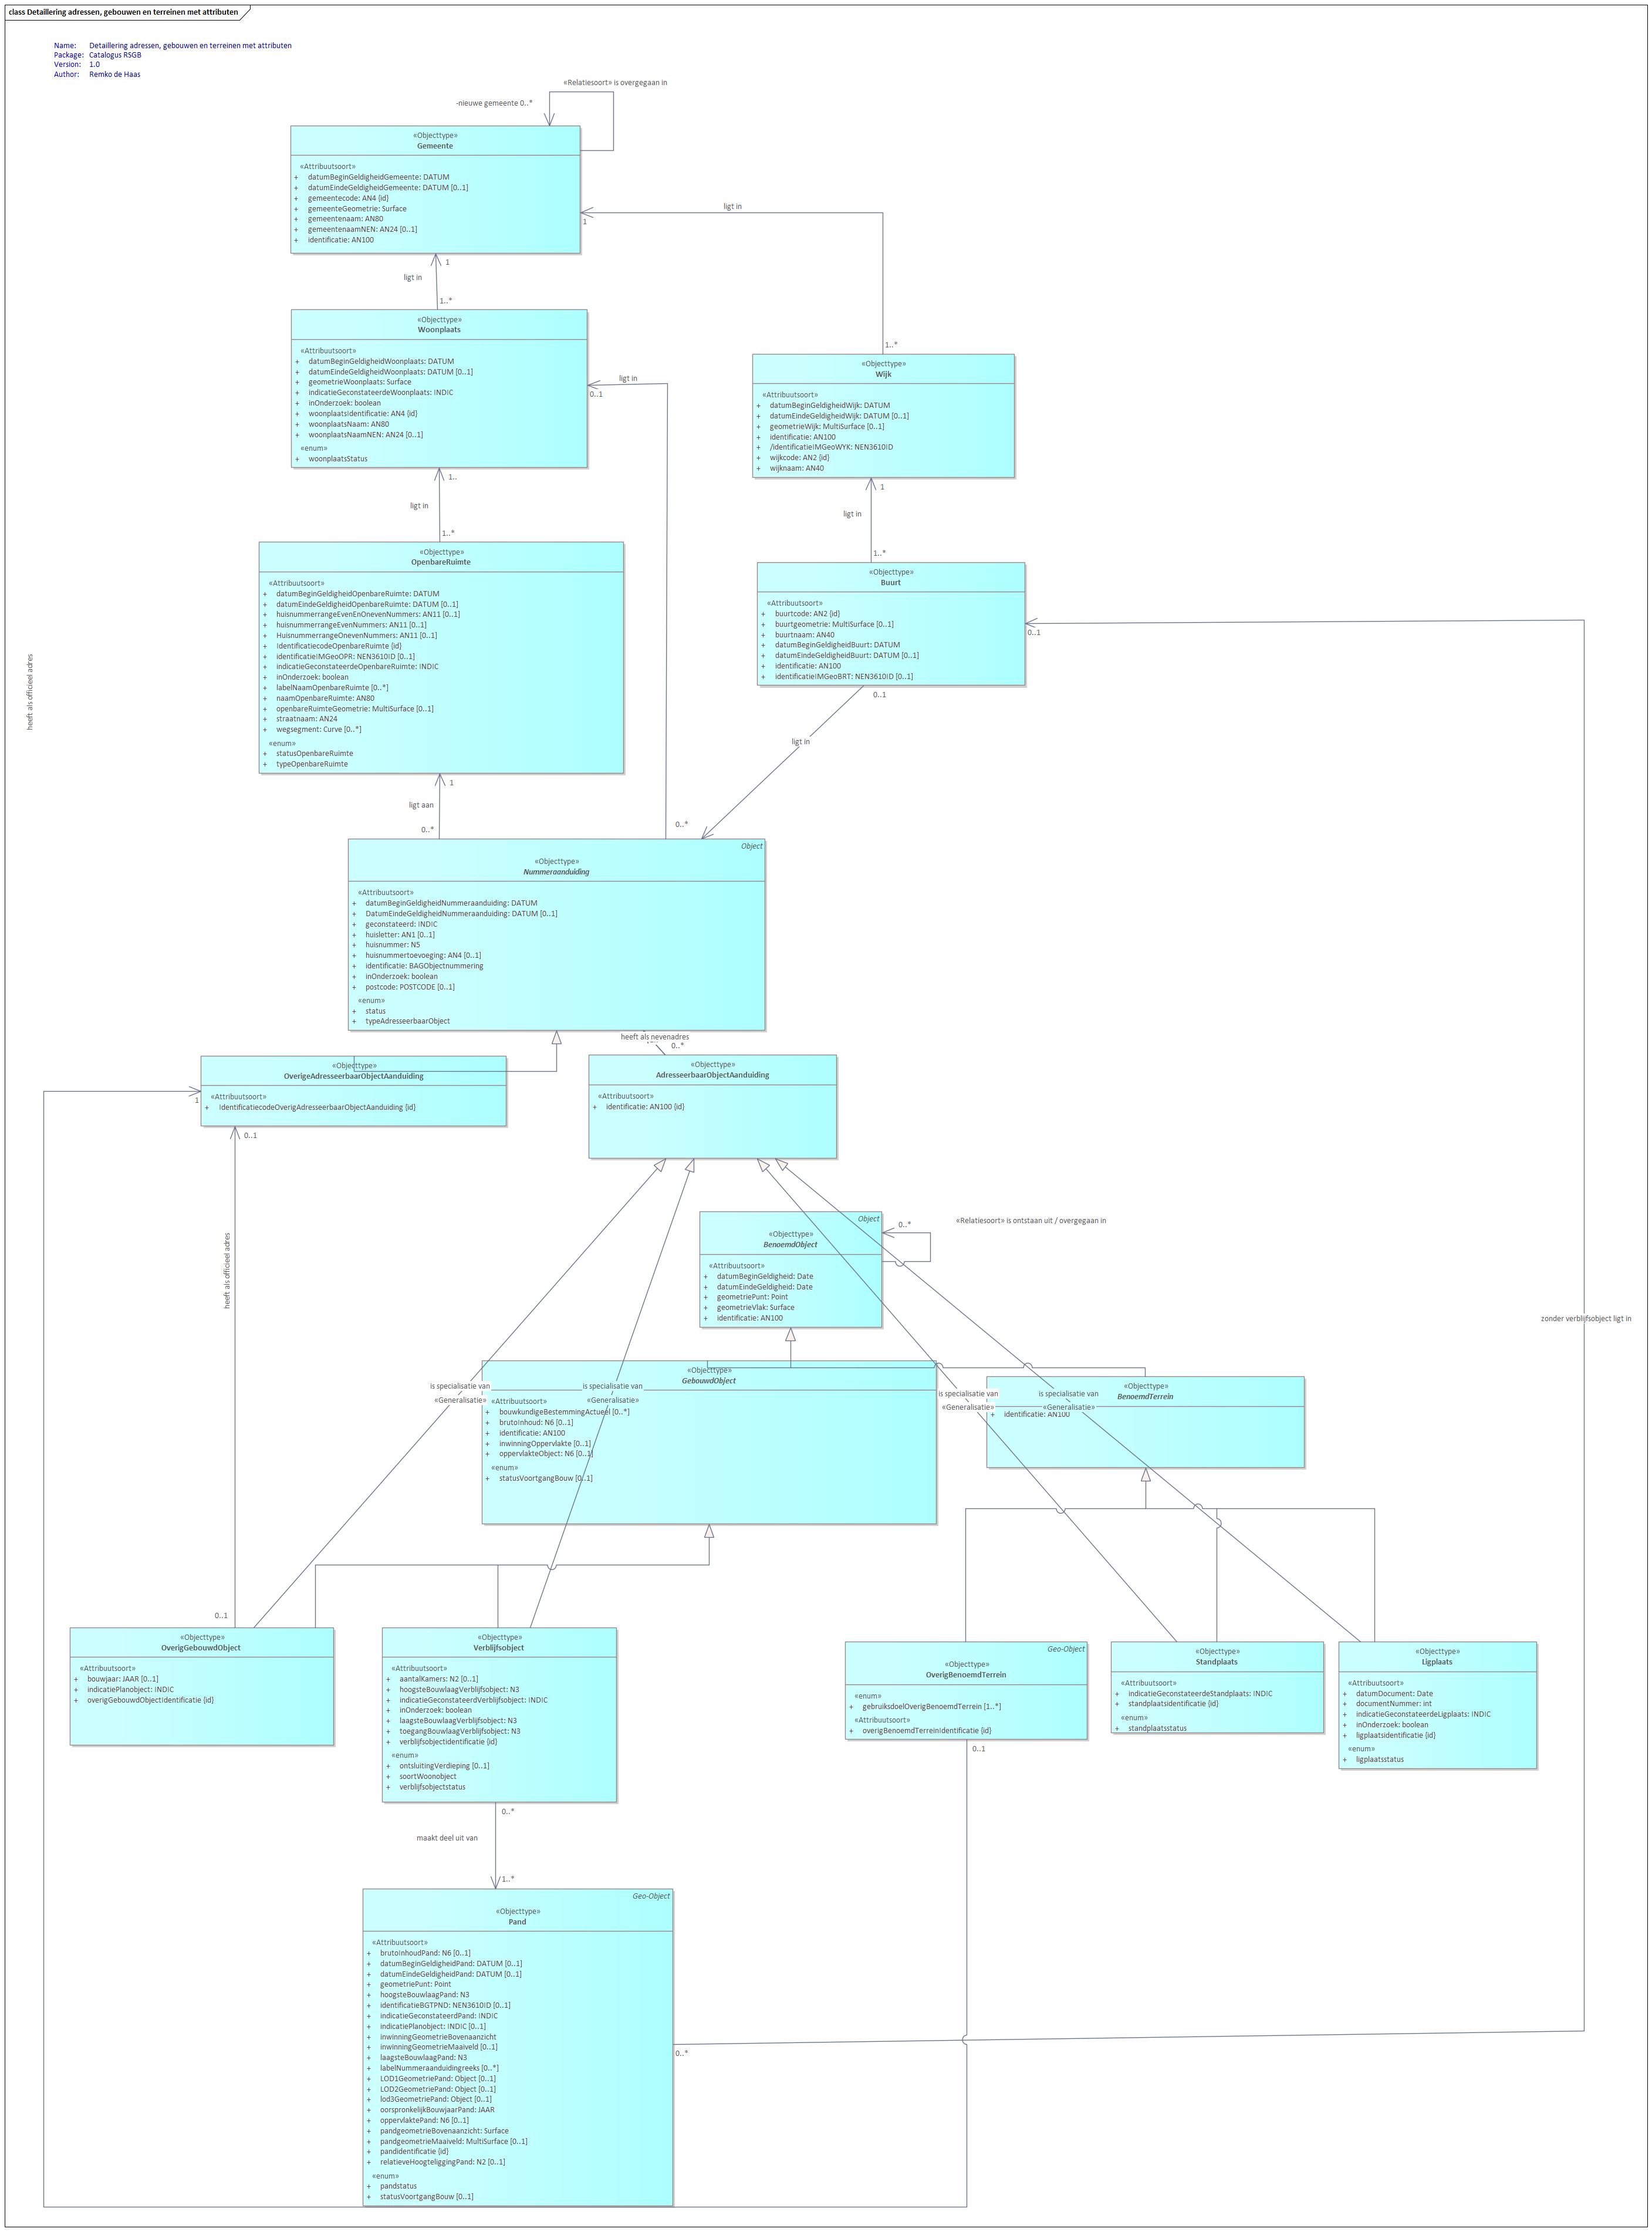 class Detaillering adressen, gebouwen en terreinen met attributen
Name: Detaillering adressen, gebouwen en terreinen met attributen
Package: Catalogus RSGB
Version: 1.0
Author: Remko de Haas
«Relatiesoort» is overgegaan in
-nieuwe gemeente 0..*
«Objecttype»
Gemeente
«Attribuutsoort»
+ datumBeginGeldigheidGemeente: DATUM
+ datumEindeGeldigheidGemeente: DATUM [0..1]
+ gemeentecode: AN4 {id}
+ gemeenteGeometrie: Surface
+ gemeentenaam: AN80
+ gemeentenaamNEN: AN24 [0..1]
+ identificatie: AN100
ligt in
1
1
ligt in
1..*
«Objecttype»
Woonplaats
«Attribuutsoort»
+ datumBeginGeldigheidWoonplaats: DATUM
+ datumEindeGeldigheidWoonplaats: DATUM [0..1]
+ geometrieWoonplaats: Surface
+ indicatieGeconstateerdeWoonplaats: INDIC
+ inOnderzoek: boolean
+ woonplaatsIdentificatie: AN4 {id}
+ woonplaatsNaam: AN80
+ woonplaatsNaamNEN: AN24 [0..1]
«enum»
+ woonplaatsStatus
ligt in
0..1
1..*
«Objecttype»
Wijk
«Attribuutsoort»
+ datumBeginGeldigheidWijk: DATUM
+ datumEindeGeldigheidWijk: DATUM [0..1]
+ geometrieWijk: MultiSurface [0..1]
+ identificatie: AN100
+ /identificatieIMGeoWYK: NEN3610ID
+ wijkcode: AN2 {id}
+ wijknaam: AN40
1..
ligt in
1..*
1
ligt in
1..*
«Objecttype»
OpenbareRuimte
«Attribuutsoort»
+ datumBeginGeldigheidOpenbareRuimte: DATUM
+ datumEindeGeldigheidOpenbareRuimte: DATUM [0..1]
+ huisnummerrangeEvenEnOnevenNummers: AN11 [0..1]
+ huisnummerrangeEvenNummers: AN11 [0..1]
+ HuisnummerrangeOnevenNummers: AN11 [0..1]
+ IdentificatiecodeOpenbareRuimte {id}
+ identificatieIMGeoOPR: NEN3610ID [0..1]
+ indicatieGeconstateerdeOpenbareRuimte: INDIC
+ inOnderzoek: boolean
+ labelNaamOpenbareRuimte [0..*]
+ naamOpenbareRuimte: AN80
+ openbareRuimteGeometrie: MultiSurface [0..1]
+ straatnaam: AN24
+ wegsegment: Curve [0..*]
«enum»
+ statusOpenbareRuimte
+ typeOpenbareRuimte
«Objecttype»
Buurt
«Attribuutsoort»
+ buurtcode: AN2 {id}
+ buurtgeometrie: MultiSurface [0..1]
+ buurtnaam: AN40
+ datumBeginGeldigheidBuurt: DATUM
+ datumEindeGeldigheidBuurt: DATUM [0..1]
+ identificatie: AN100
+ identificatieIMGeoBRT: NEN3610ID [0..1]
0..1
0..1
ligt in
heeft als officieel adres
1
ligt aan
0..*
0..*
Object
«Objecttype»
Nummeraanduiding
«Attribuutsoort»
+ datumBeginGeldigheidNummeraanduiding: DATUM
+ DatumEindeGeldigheidNummeraanduiding: DATUM [0..1]
+ geconstateerd: INDIC
+ huisletter: AN1 [0..1]
+ huisnummer: N5
+ huisnummertoevoeging: AN4 [0..1]
+ identificatie: BAGObjectnummering
+ inOnderzoek: boolean
+ postcode: POSTCODE [0..1]
«enum»
+ status
+ typeAdresseerbaarObject
heeft als nevenadres
0..*
«Objecttype»
OverigeAdresseerbaarObjectAanduiding
«Attribuutsoort»
+ IdentificatiecodeOverigAdresseerbaarObjectAanduiding {id}
1
0..1
«Objecttype»
AdresseerbaarObjectAanduiding
«Attribuutsoort»
+ identificatie: AN100 {id}
Object
«Objecttype»
BenoemdObject
«Attribuutsoort»
+ datumBeginGeldigheid: Date
+ datumEindeGeldigheid: Date
+ geometriePunt: Point
+ geometrieVlak: Surface
+ identificatie: AN100
0..*
«Relatiesoort» is ontstaan uit / overgegaan in
heeft als officieel adres
zonder verblijfsobject ligt in
«Objecttype»
GebouwdObject
«Attribuutsoort»
+ bouwkundigeBestemmingActueel [0..*]
+ brutoInhoud: N6 [0..1]
+ identificatie: AN100
+ inwinningOppervlakte [0..1]
+ oppervlakteObject: N6 [0..1]
«enum»
+ statusVoortgangBouw [0..1]
is specialisatie van
«Generalisatie»
is specialisatie van
«Generalisatie»
is specialisatie van
«Generalisatie»
is specialisatie van
«Generalisatie»
«Objecttype»
BenoemdTerrein
+ identificatie: AN100
0..1
«Objecttype»
OverigGebouwdObject
«Attribuutsoort»
+ bouwjaar: JAAR [0..1]
+ indicatiePlanobject: INDIC
+ overigGebouwdObjectIdentificatie {id}
«Objecttype»
Verblijfsobject
«Attribuutsoort»
+ aantalKamers: N2 [0..1]
+ hoogsteBouwlaagVerblijfsobject: N3
+ indicatieGeconstateerdVerblijfsobject: INDIC
+ inOnderzoek: boolean
+ laagsteBouwlaagVerblijfsobject: N3
+ toegangBouwlaagVerblijfsobject: N3
+ verblijfsobjectidentificatie {id}
«enum»
+ ontsluitingVerdieping [0..1]
+ soortWoonobject
+ verblijfsobjectstatus
Geo-Object
«Objecttype»
OverigBenoemdTerrein
«enum»
+ gebruiksdoelOverigBenoemdTerrein [1..*]
«Attribuutsoort»
+ overigBenoemdTerreinIdentificatie {id}
0..1
«Objecttype»
Standplaats
«Attribuutsoort»
+ indicatieGeconstateerdeStandplaats: INDIC
+ standplaatsidentificatie {id}
«enum»
+ standplaatsstatus
«Objecttype»
Ligplaats
«Attribuutsoort»
+ datumDocument: Date
+ documentNummer: int
+ indicatieGeconstateerdeLigplaats: INDIC
+ inOnderzoek: boolean
+ ligplaatsidentificatie {id}
«enum»
+ ligplaatsstatus
0..*
maakt deel uit van
1..*
Geo-Object
«Objecttype»
Pand
«Attribuutsoort»
+ brutoInhoudPand: N6 [0..1]
+ datumBeginGeldigheidPand: DATUM [0..1]
+ datumEindeGeldigheidPand: DATUM [0..1]
+ geometriePunt: Point
+ hoogsteBouwlaagPand: N3
+ identificatieBGTPND: NEN3610ID [0..1]
+ indicatieGeconstateerdPand: INDIC
+ indicatiePlanobject: INDIC [0..1]
+ inwinningGeometrieBovenaanzicht
+ inwinningGeometrieMaaiveld [0..1]
+ laagsteBouwlaagPand: N3
+ labelNummeraanduidingreeks [0..*]
+ LOD1GeometriePand: Object [0..1]
+ LOD2GeometriePand: Object [0..1]
+ lod3GeometriePand: Object [0..1]
+ oorspronkelijkBouwjaarPand: JAAR
+ oppervlaktePand: N6 [0..1]
+ pandgeometrieBovenaanzicht: Surface
+ pandgeometrieMaaiveld: MultiSurface [0..1]
+ pandidentificatie {id}
+ relatieveHoogteliggingPand: N2 [0..1]
«enum»
+ pandstatus
+ statusVoortgangBouw [0..1]
0..*